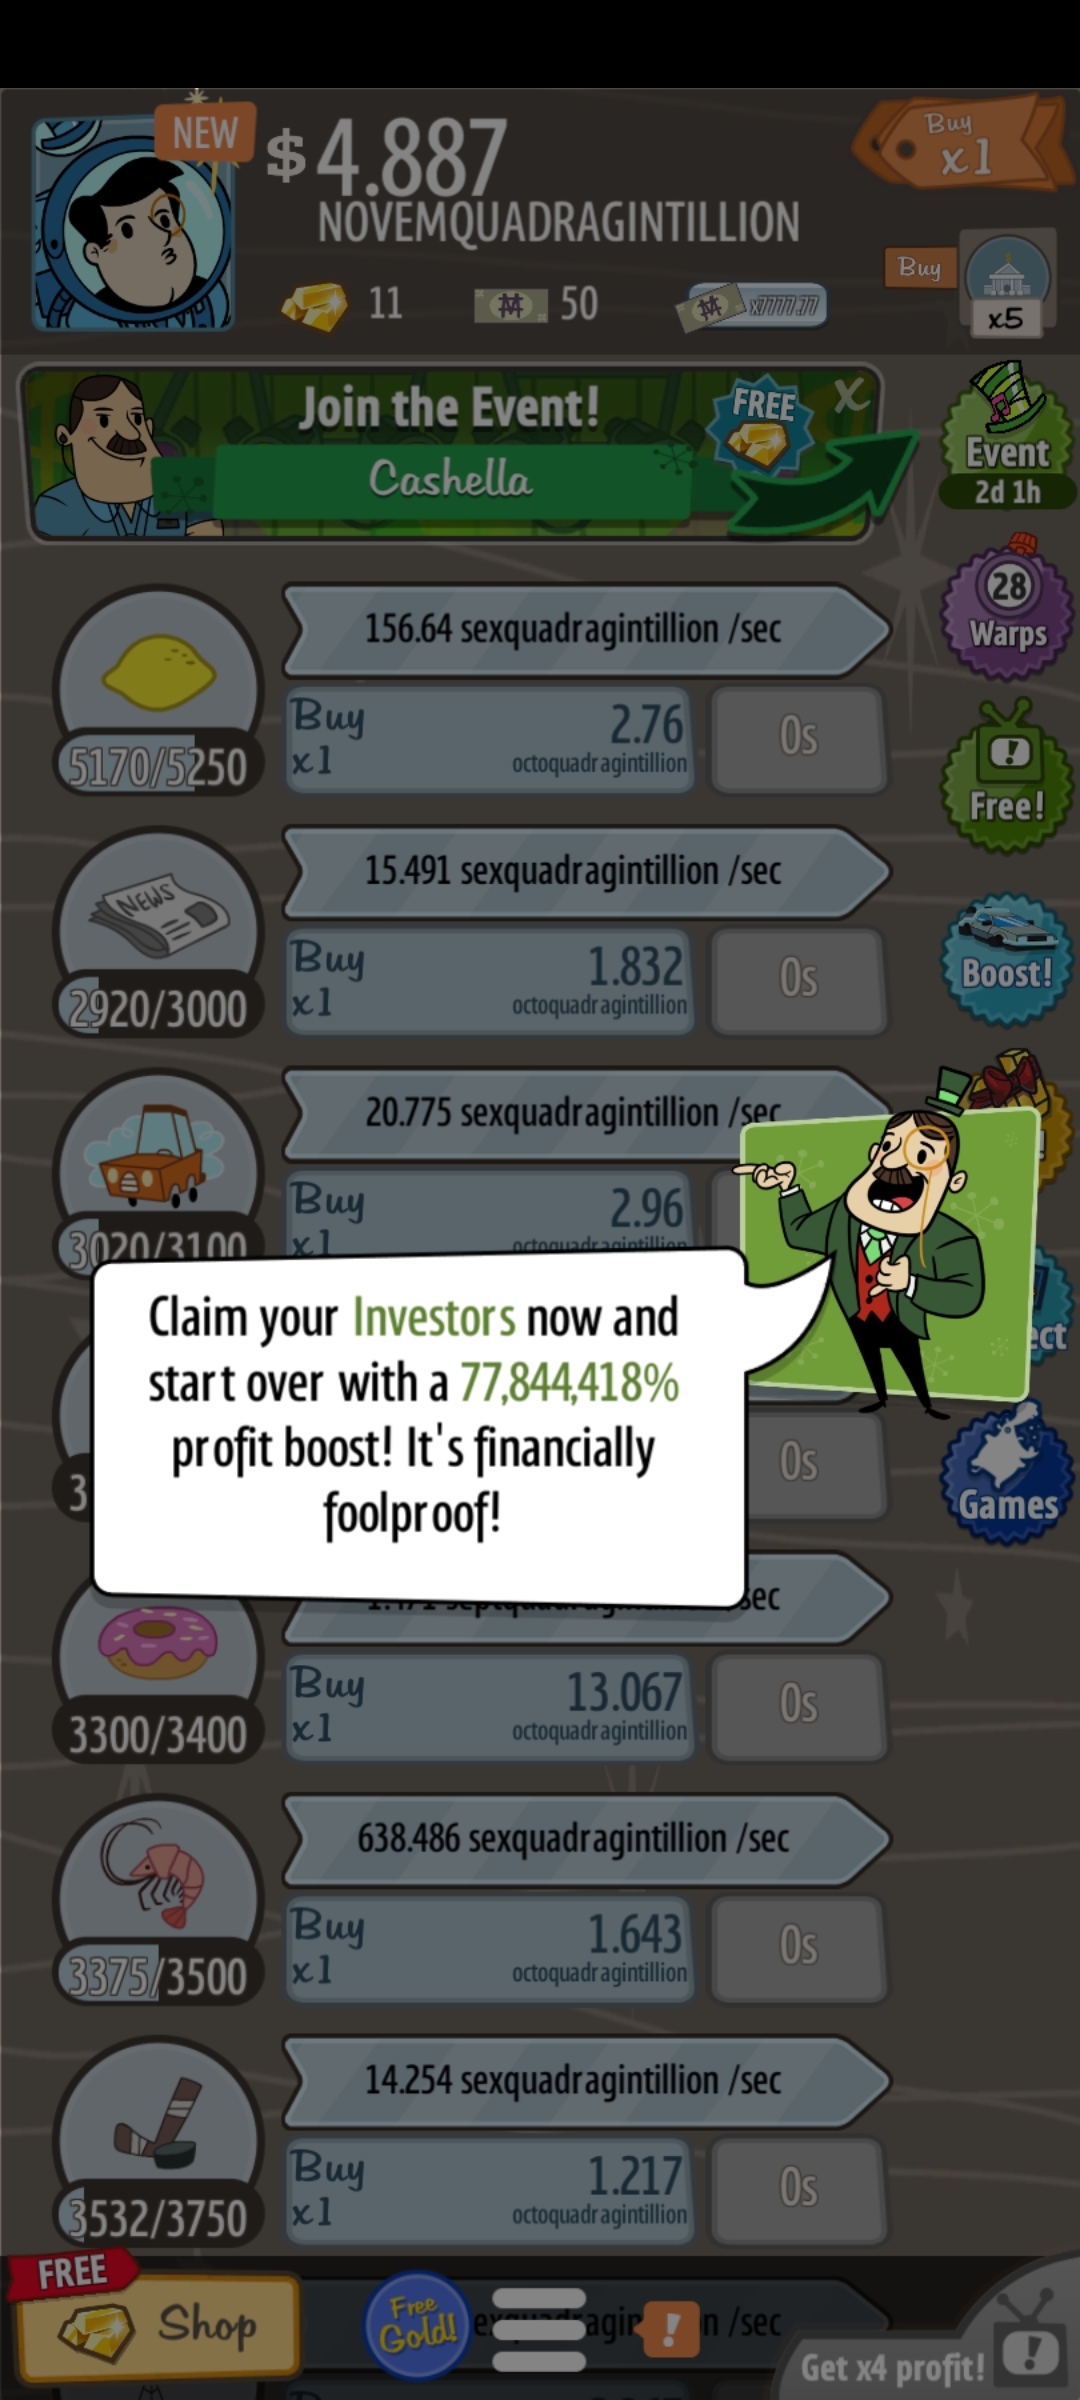 NEW
$4.887
NOVEMQUADRAGINTILLION
Buy
x1
11
50
x7777.77
Buy
x5
Join the Event!
FREE
X
Cashella
Event
2d 1h
156.64 sexquadragintillion /sec
28
Warps
5170/5250
Buy
x1
2.76
octoquadragintillion
0s
Free!
15.491 sexquadragintillion /sec
NEWS
2920/3000
Buy
x1
1.832
octoquadragintillion
0s
Boost!
20.775 sexquadragintillion /sec
3020/3100
Buy
x1
2.96
octoquadragintillion
Claim your Investors now and
start over with a 77,844,418%
profit boost! It's financially
foolproof!
ect
3
0s
Games
sec
3300/3400
Buy
x1
13.067
octoquadragintillion
0s
638.486 sexquadragintillion /sec
3375/3500
Buy
x1
1.643
octoquadragintillion
0s
14.254 sexquadragintillion /sec
3532/3750
Buy
x1
1.217
octoquadragintillion
0s
FREE
Shop
Free
Gold!
n /sec
Get x4 profit!